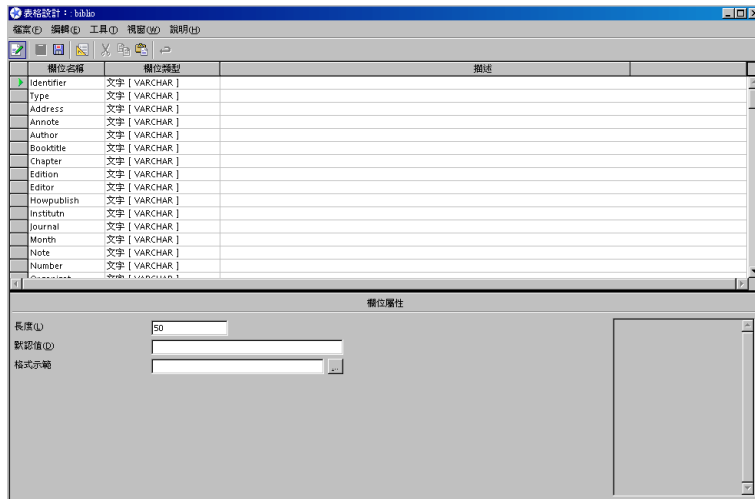 表格設計：: biblio
檔案(F) 編輯(E) 工具(T) 視窗(W) 說明(H)
欄位名稱 欄位類型 描述
Identifier 文字 [ VARCHAR ]
Type 文字 [ VARCHAR ]
Address 文字 [ VARCHAR ]
Annote 文字 [ VARCHAR ]
Author 文字 [ VARCHAR ]
Booktitle 文字 [ VARCHAR ]
Chapter 文字 [ VARCHAR ]
Edition 文字 [ VARCHAR ]
Editor 文字 [ VARCHAR ]
Howpublish 文字 [ VARCHAR ]
Institutn 文字 [ VARCHAR ]
Journal 文字 [ VARCHAR ]
Month 文字 [ VARCHAR ]
Note 文字 [ VARCHAR ]
Number 文字 [ VARCHAR ]
Organizat 文字 [ VARCHAR ]
欄位屬性
長度(L) 50
默認值(D)
格式示範 ...